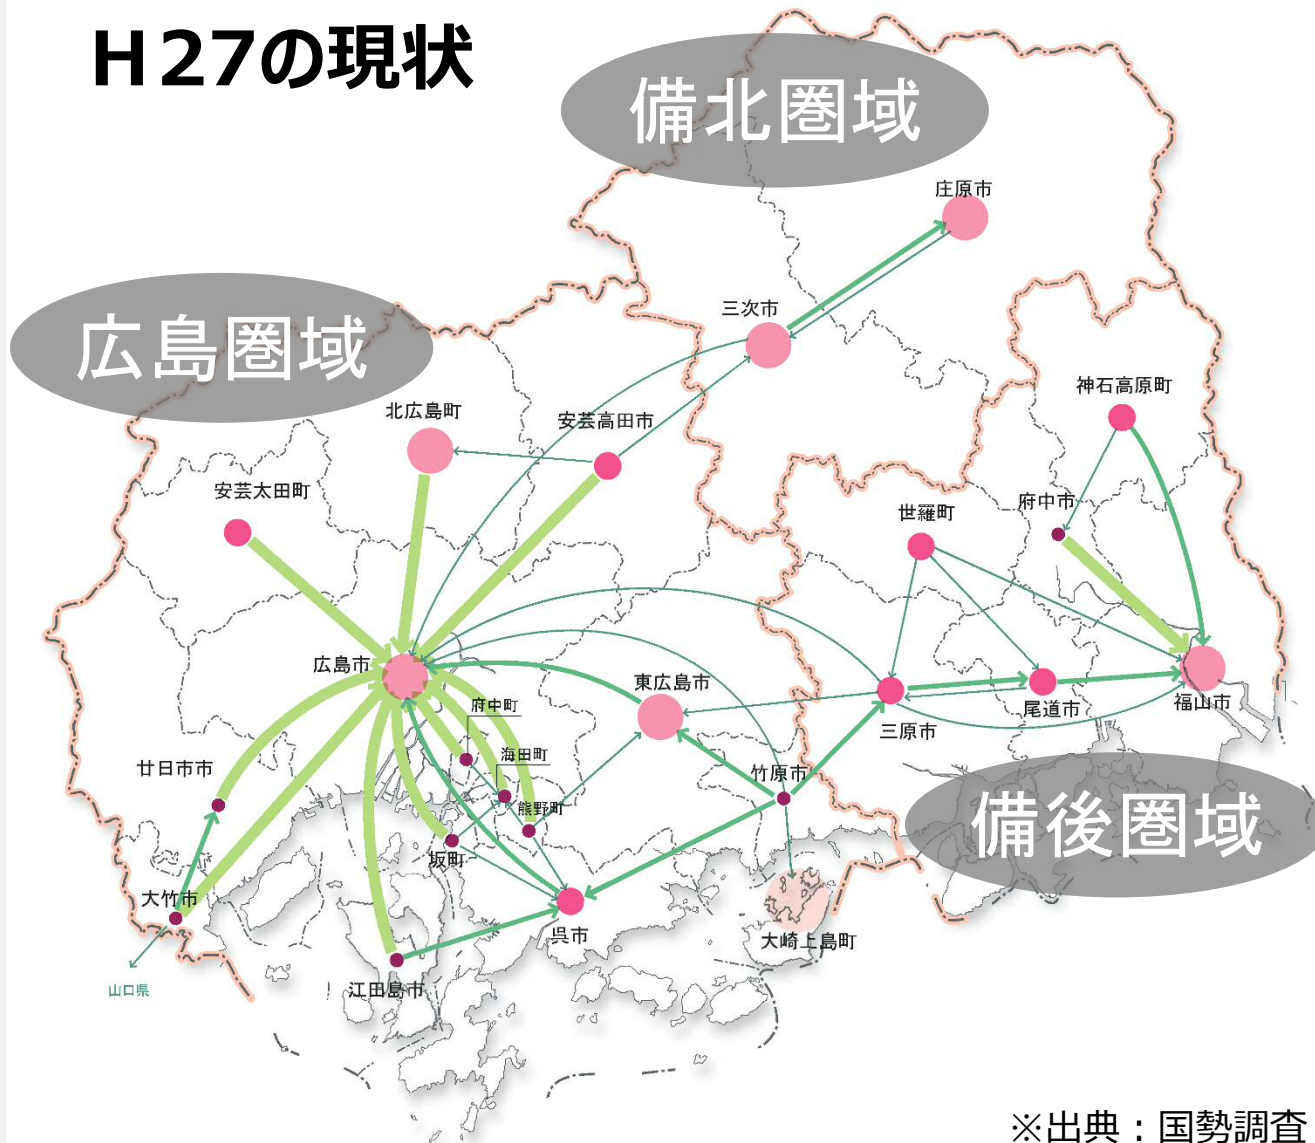 H27の現状
備北圏域
庄原市
広島圏域
三次市
神石高原町
北広島町
安芸高田市
安芸太田町
府中市
世羅町
広島市
東広島市
府中町
尾道市
福山市
三原市
海田町
廿日市市
竹原市
熊野町
備後圏域
坂町
大竹市
呉市
大崎上島町
山口県
江田島市
※出典：国勢調査